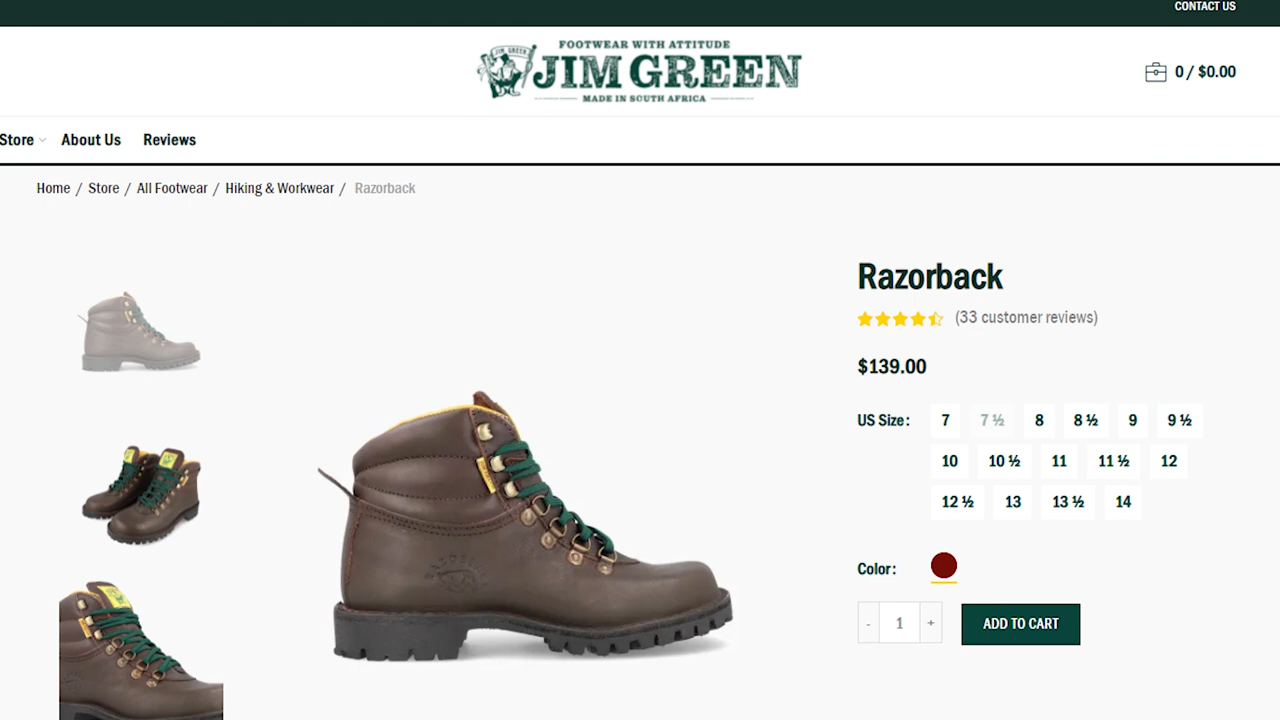 CONTACT US
FOOTWEAR WITH ATTITUDE
JIM GREEN
MADE IN SOUTH AFRICA
0 / $0.00
Store About Us Reviews
Home / Store / All Footwear / Hiking & Workwear / Razorback
Razorback
(33 customer reviews)
$139.00
US Size: 7 7 ½ 8 8 ½ 9 9 ½
10 10 ½ 11 11 ½ 12
12 ½ 13 13 ½ 14
Color:
- 1 + ADD TO CART